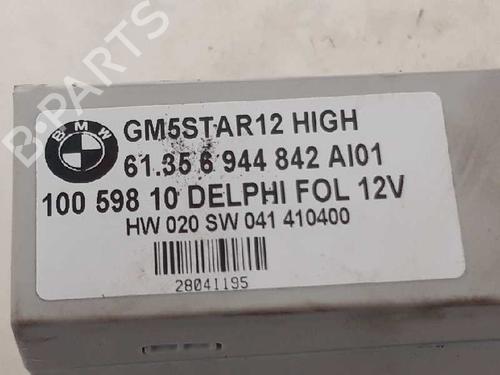 B-PARTS
BMW
GM5STAR12 HIGH
61.35 6 944 842 AI01
100 598 10 DELPHI FOL 12V
HW 020 SW 041 410400
28041195